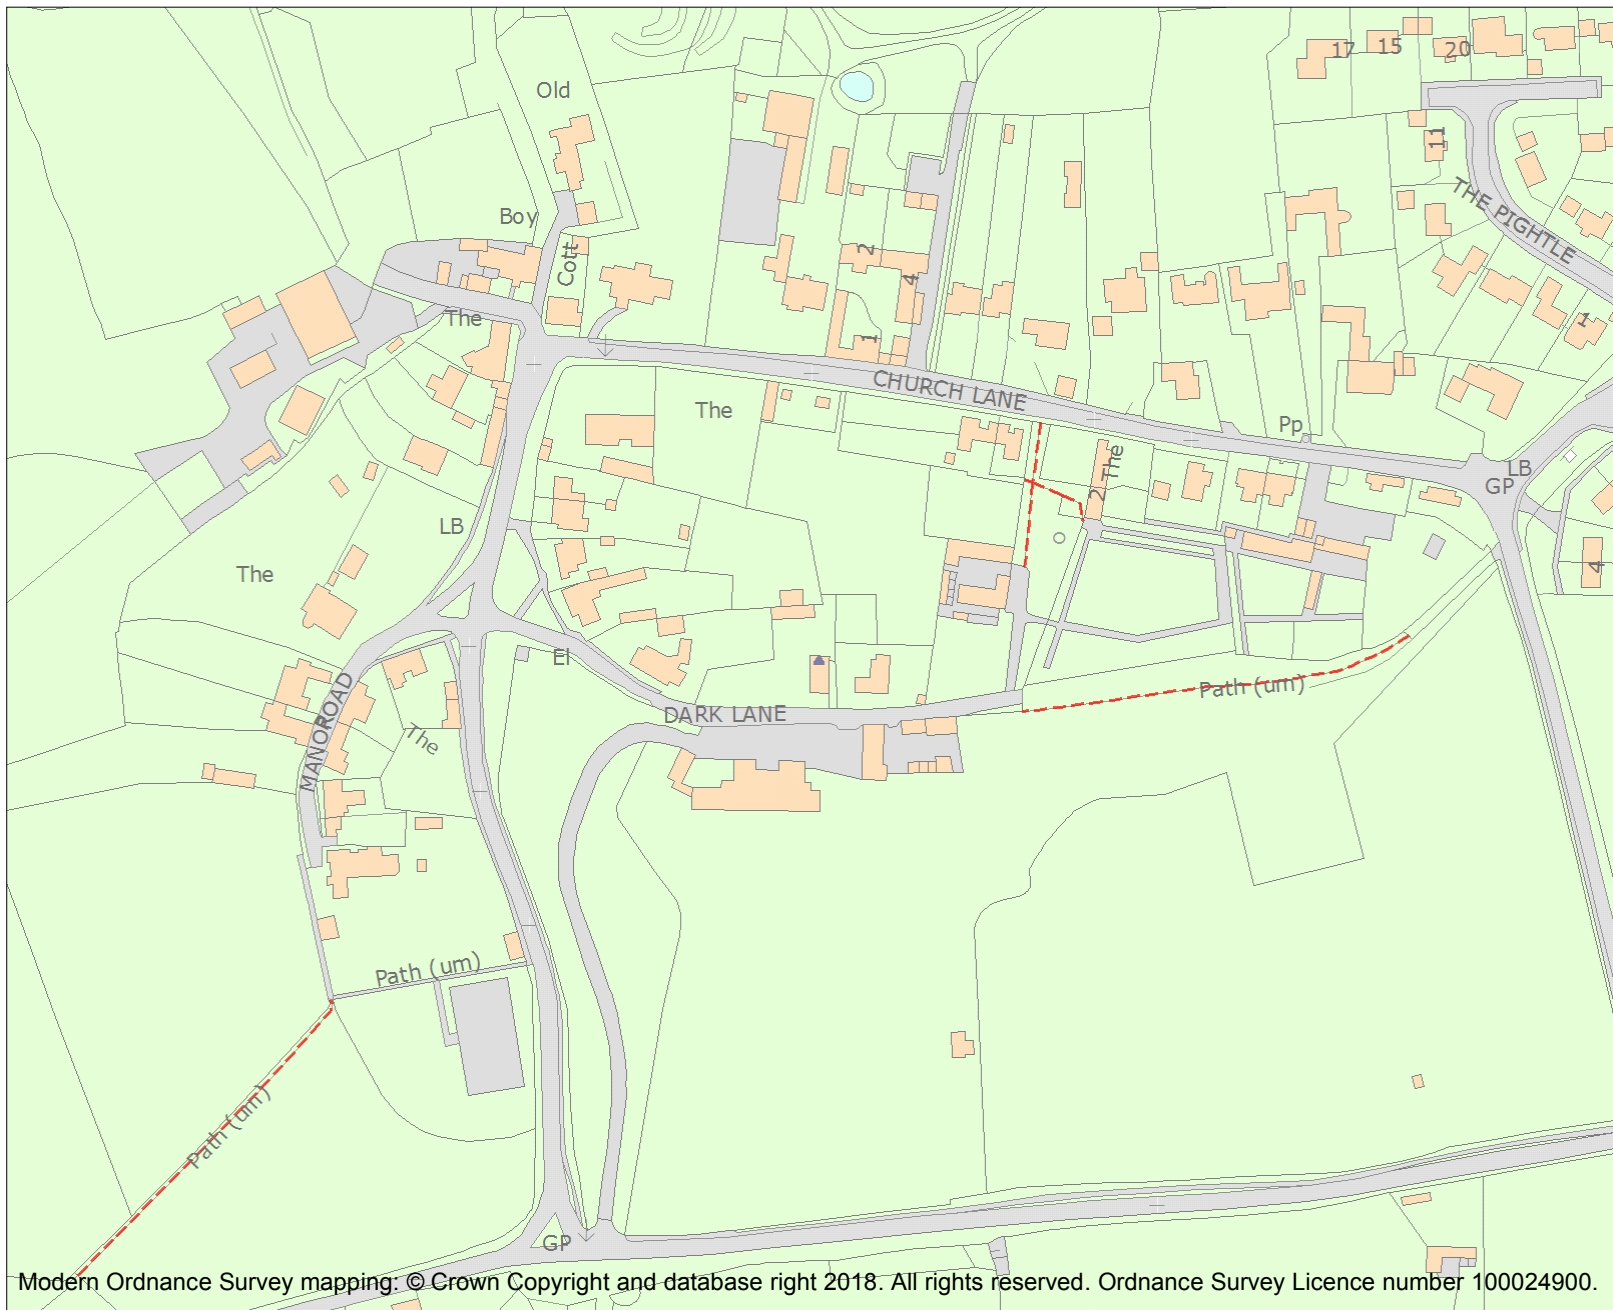 17
15
20
Old
11
THE PIGHTLE
Boy
Cott
2
4
The
1
1
CHURCH LANE
The
Pp
The
2
LB
GP
LB
The
4
El
Path (um)
DARK LANE
MANOR ROAD
The
Path (um)
Path (um)
GP
Modern Ordnance Survey mapping: © Crown Copyright and database right 2018. All rights reserved. Ordnance Survey Licence number 100024900.